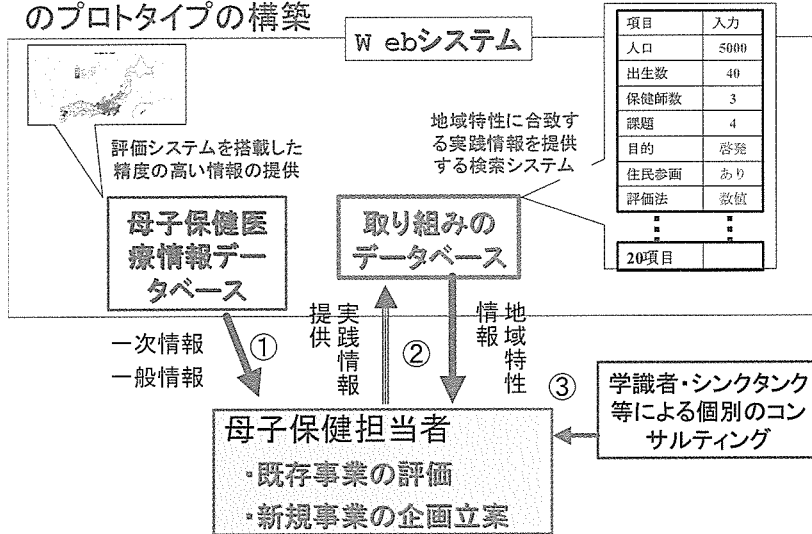 のプロトタイプの構築
Ｗebシステム
項目 入力
人口 5000
出生数 40
保健師数 3
課題 4
目的 啓発
住民参画 あり
評価法 数値
20項目
評価システムを搭載した
精度の高い情報の提供
地域特性に合致す
る実践情報を提供
する検索システム
母子保健医
療情報デー
タベース
取り組みの
データベース
一次情報
一般情報
①
実践情報
提供
②
地域特性
情報
③
学識者・シンクタンク
等による個別のコン
サルティング
母子保健担当者
・既存事業の評価
・新規事業の企画立案